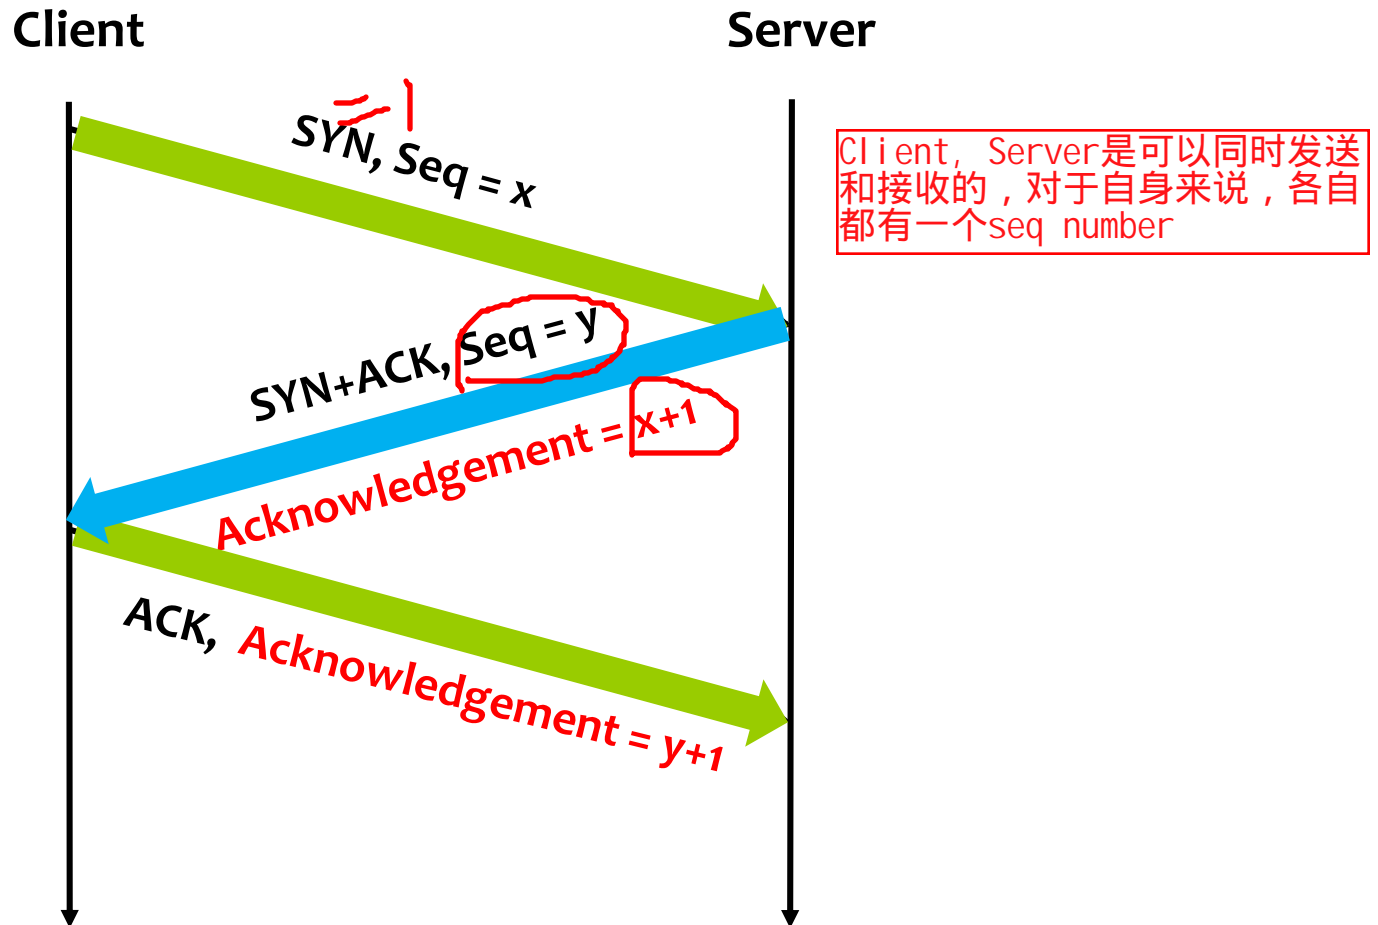 Client
Server
=1
SYN, Seq = x
Client, Server是可以同时发送
和接收的，对于自身来说，各自
都有一个seq number
SYN+ACK, Seq = y
Acknowledgement = x+1
ACK, Acknowledgement = y+1